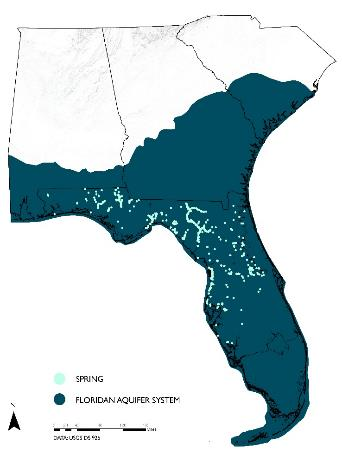 SPRING
FLORIDAN AQUIFER SYSTEM
N
DATA: USGS DS 926